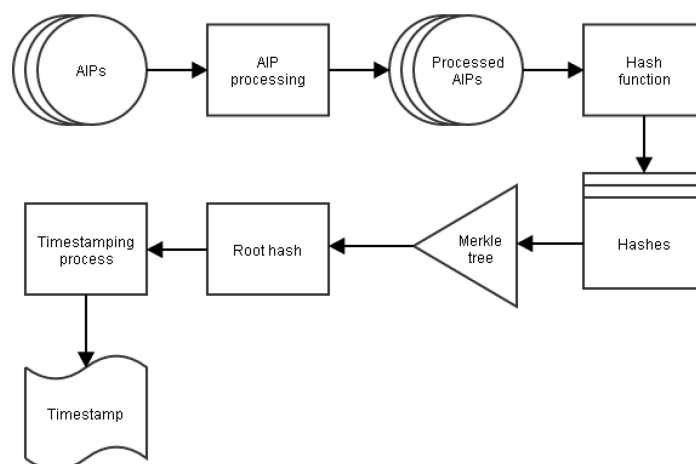 AIPs
AIP
processing
Processed
AIPs
Hash
function
Timestamping
process
Root hash
Merkle
tree
Hashes
Timestamp